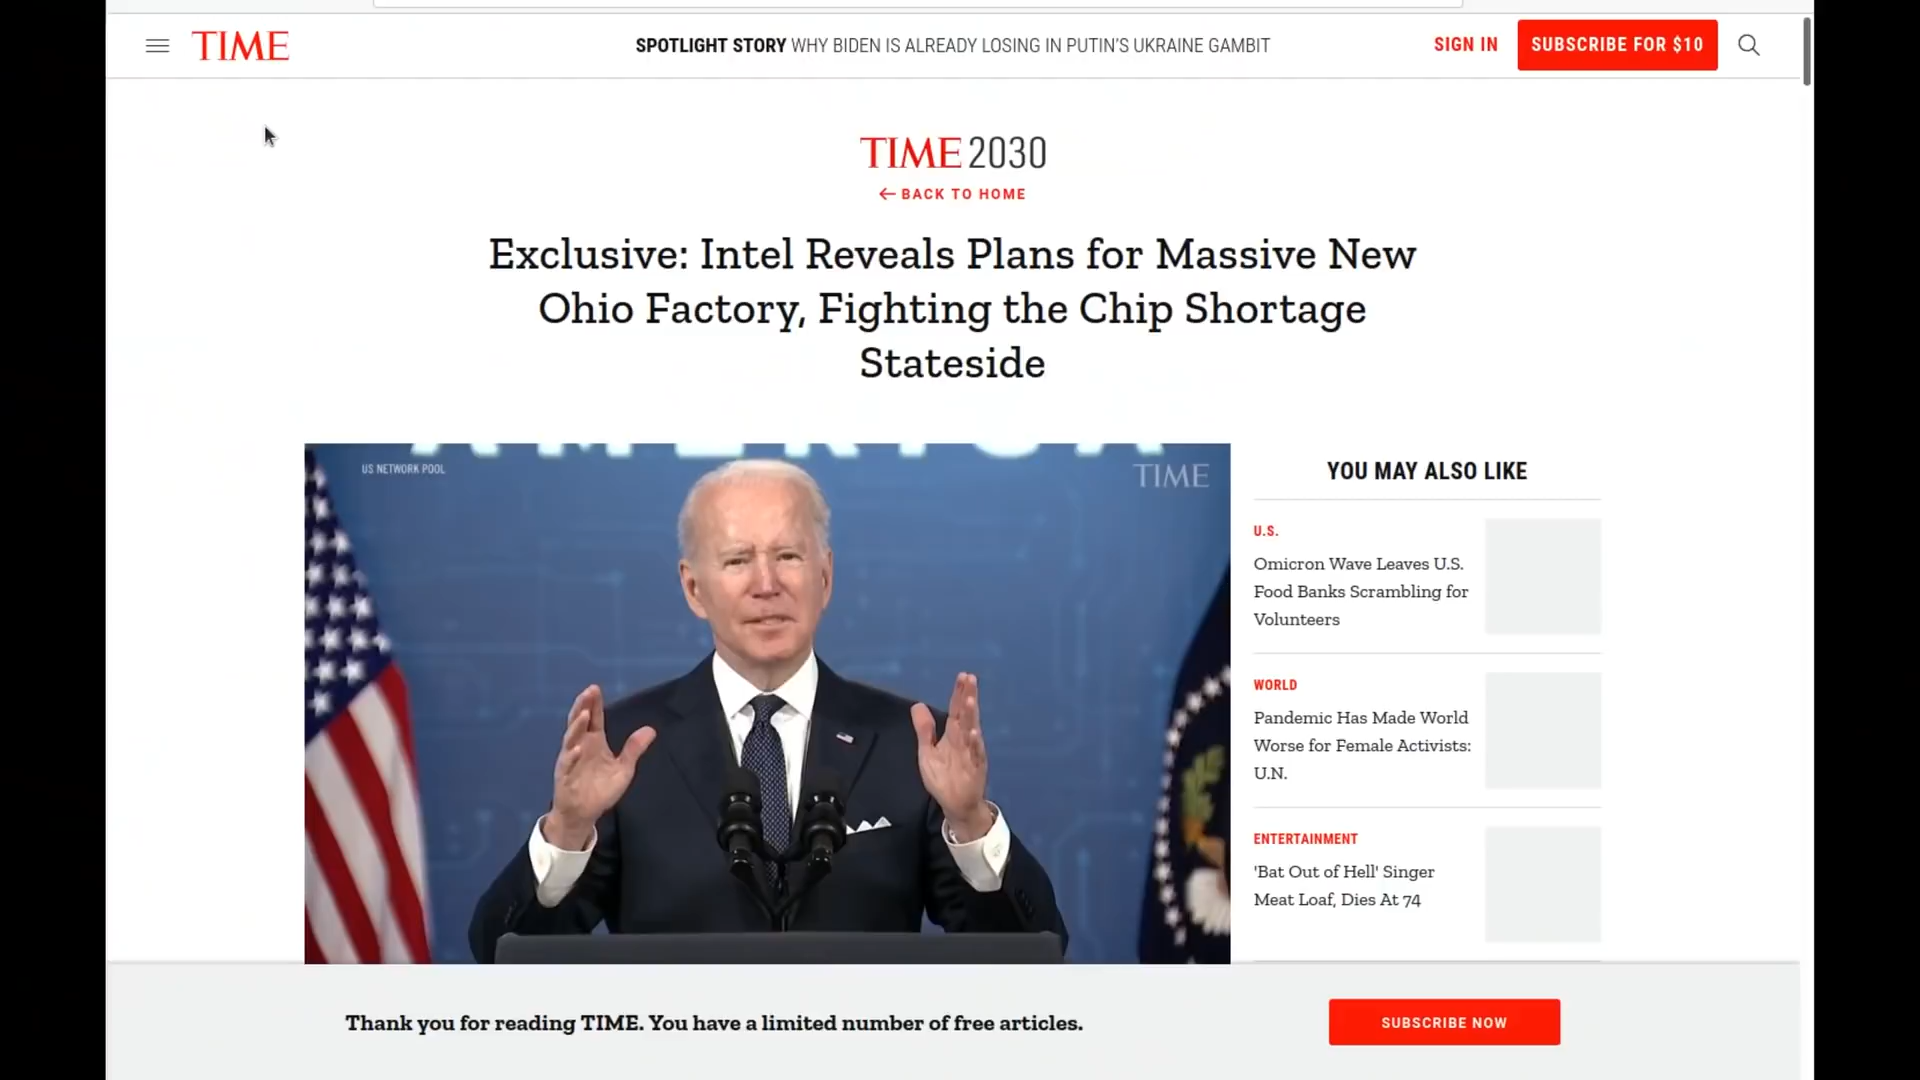 TIME
SPOTLIGHT STORY WHY BIDEN IS ALREADY LOSING IN PUTIN'S UKRAINE GAMBIT
SIGN IN
SUBSCRIBE FOR $10
TIME 2030
BACK TO HOME
Exclusive: Intel Reveals Plans for Massive New
Ohio Factory, Fighting the Chip Shortage
Stateside
US NETWORK POOL
TIME
YOU MAY ALSO LIKE
U.S.
Omicron Wave Leaves U.S.
Food Banks Scrambling for
Volunteers
WORLD
Pandemic Has Made World
Worse for Female Activists:
U.N.
ENTERTAINMENT
'Bat Out of Hell' Singer
Meat Loaf, Dies At 74
Thank you for reading TIME. You have a limited number of free articles.
SUBSCRIBE NOW